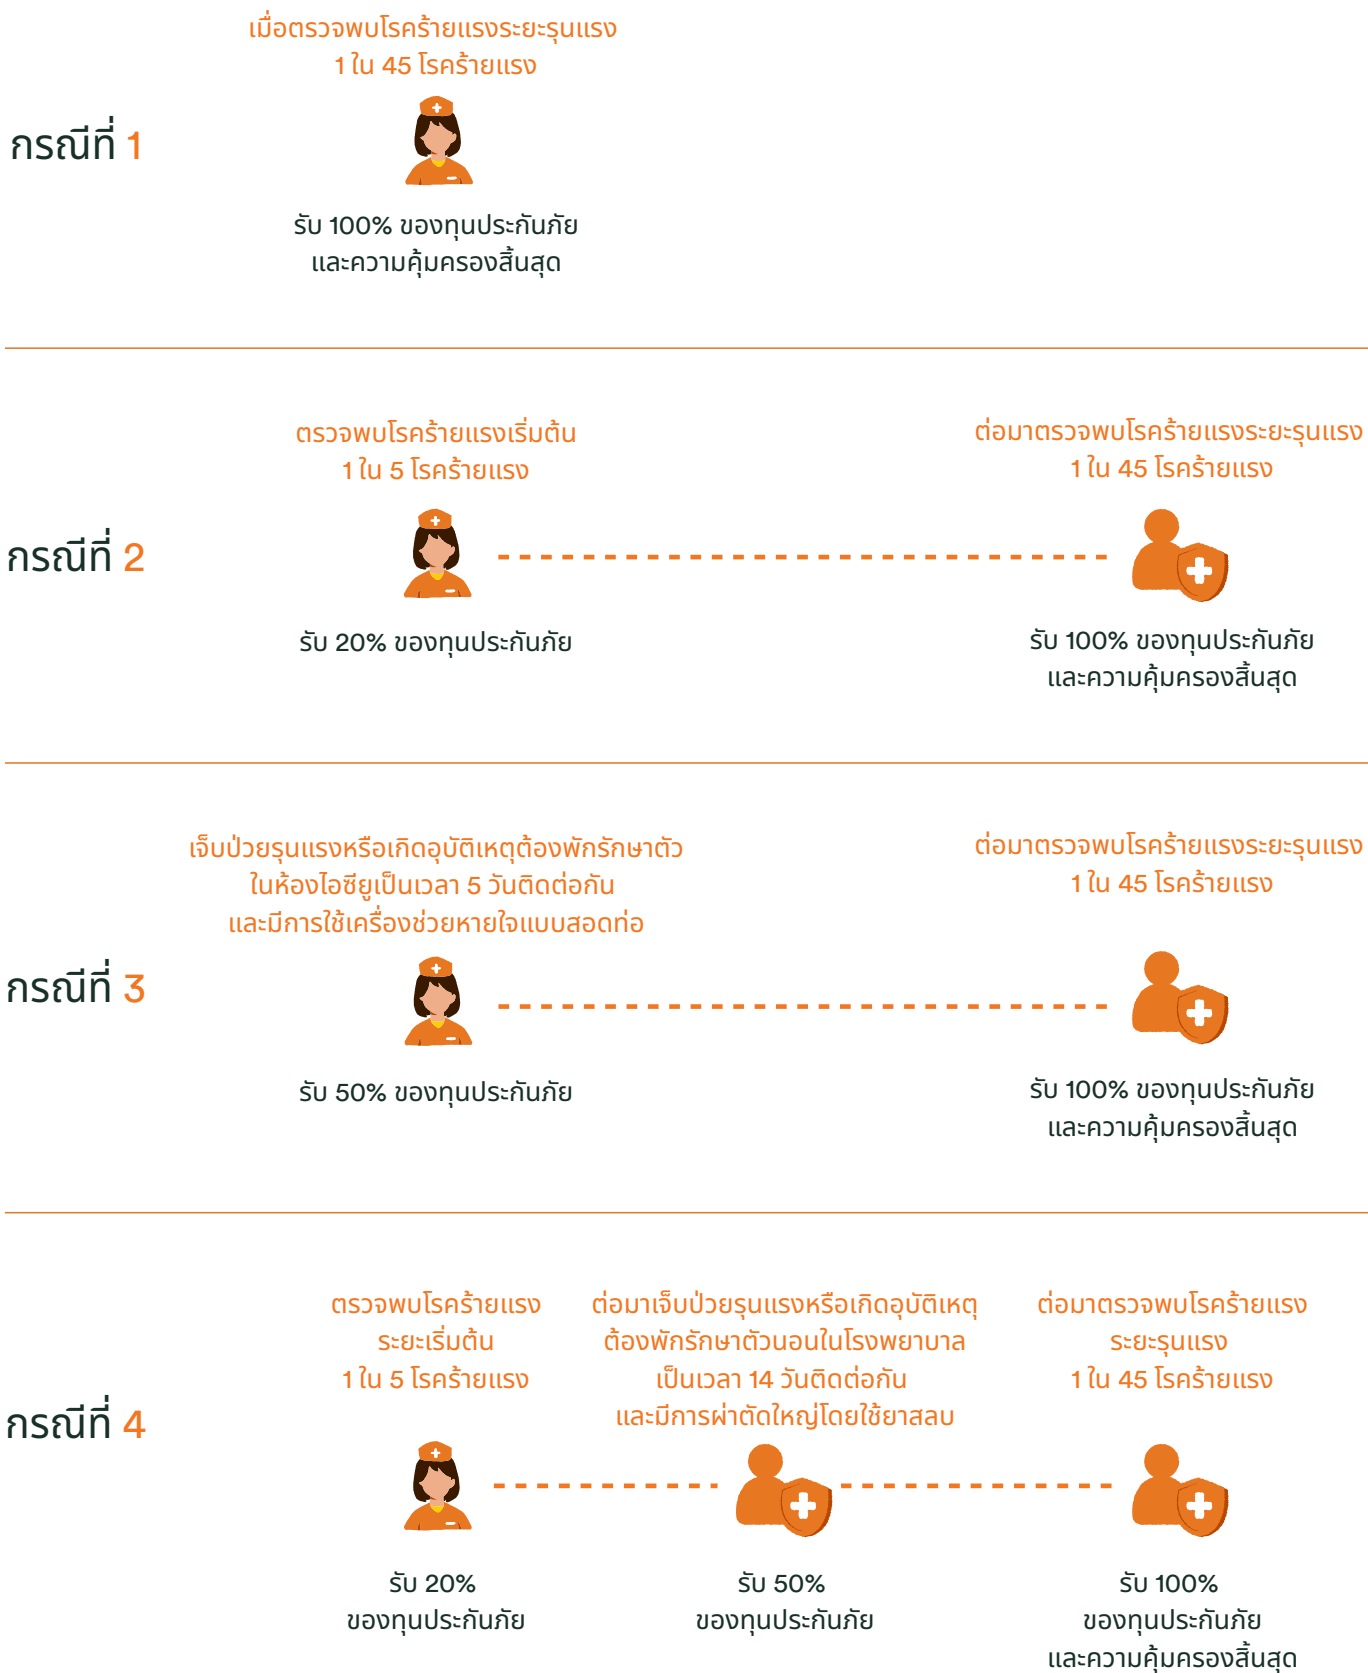 เมื่อตรวจพบโรคร้ายแรงระยะรุนแรง
1 ใน 45 โรคร้ายแรง
กรณีที่ 1
รับ 100% ของทุนประกันภัย
และความคุ้มครองสิ้นสุด
ตรวจพบโรคร้ายแรงเริ่มต้น
1 ใน 5 โรคร้ายแรง
ต่อมาตรวจพบโรคร้ายแรงระยะรุนแรง
1 ใน 45 โรคร้ายแรง
กรณีที่ 2
รับ 20% ของทุนประกันภัย
รับ 100% ของทุนประกันภัย
และความคุ้มครองสิ้นสุด
เจ็บป่วยรุนแรงหรือเกิดอุบัติเหตุต้องพักรักษาตัว
ในห้องไอซียูเป็นเวลา 5 วันติดต่อกัน
และมีการใช้เครื่องช่วยหายใจแบบสอดท่อ
ต่อมาตรวจพบโรคร้ายแรงระยะรุนแรง
1 ใน 45 โรคร้ายแรง
กรณีที่ 3
รับ 50% ของทุนประกันภัย
รับ 100% ของทุนประกันภัย
และความคุ้มครองสิ้นสุด
ตรวจพบโรคร้ายแรง
ระยะเริ่มต้น
1 ใน 5 โรคร้ายแรง
ต่อมาเจ็บป่วยรุนแรงหรือเกิดอุบัติเหตุ
ต้องพักรักษาตัวนอนในโรงพยาบาล
เป็นเวลา 14 วันติดต่อกัน
และมีการผ่าตัดใหญ่โดยใช้ยาสลบ
ต่อมาตรวจพบโรคร้ายแรง
ระยะรุนแรง
1 ใน 45 โรคร้ายแรง
กรณีที่ 4
รับ 20%
ของทุนประกันภัย
รับ 50%
ของทุนประกันภัย
รับ 100%
ของทุนประกันภัย
และความคุ้มครองสิ้นสุด